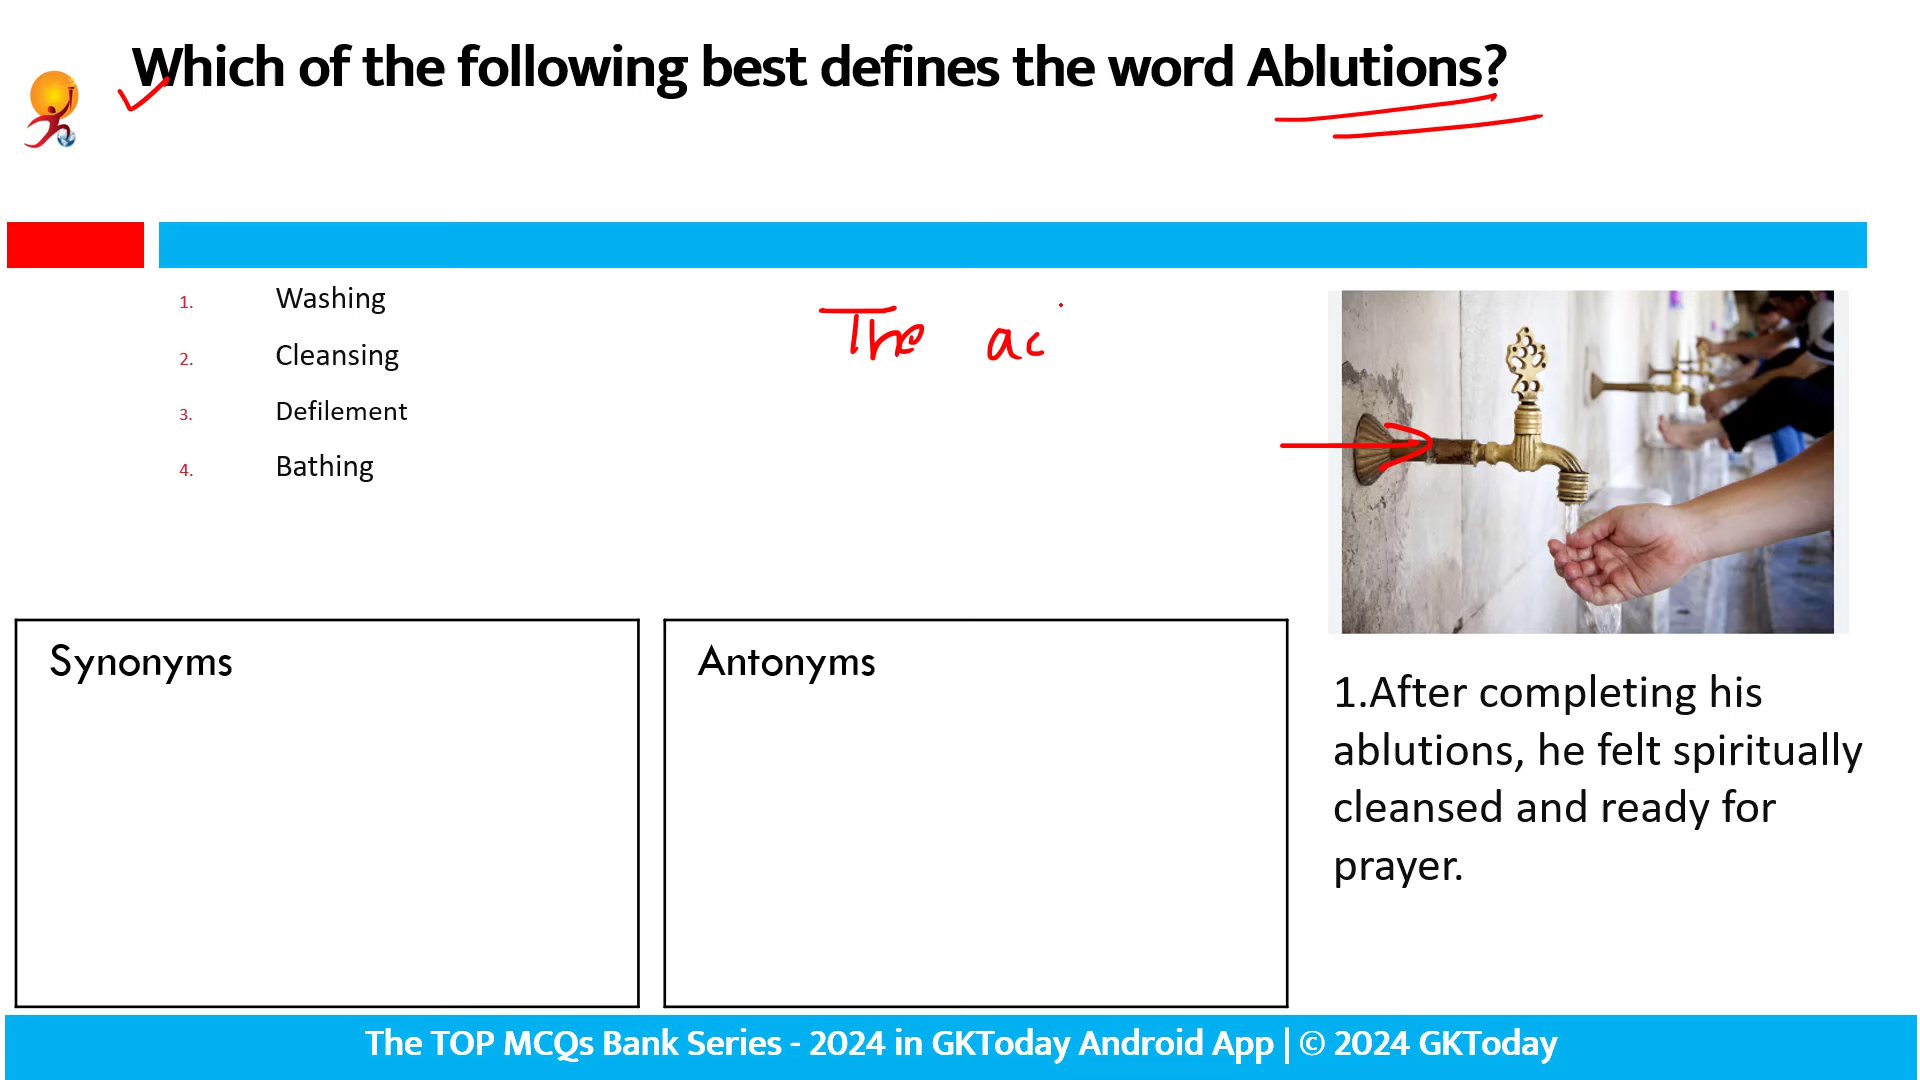 Which of the following best defines the word Ablutions?
1. Washing
2. Cleansing
3. Defilement
4. Bathing
The ac
Synonyms
Antonyms
1.After completing his
ablutions, he felt spiritually
cleansed and ready for
prayer.
The TOP MCQs Bank Series - 2024 in GKToday Android App | © 2024 GKToday